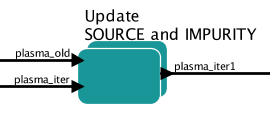 Update
SOURCE and IMPURITY
plasma_old
plasma_iter1
plasma_iter